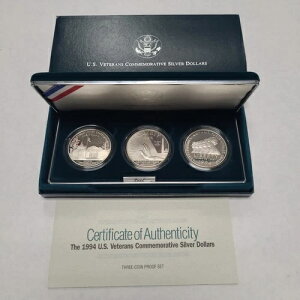 U.S. Veterans Commemorative Silver Dollars
Certificate of Authenticity
The 1994 U.S. Veterans Commemorative Silver Dollars
THREE-COIN PROOF SET